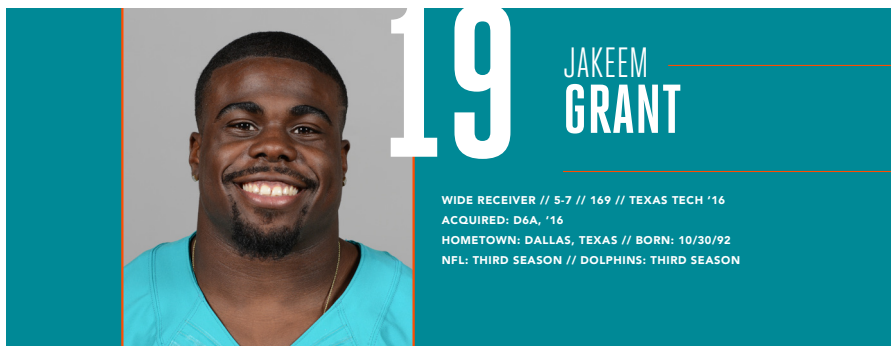 19
JAKEEM
GRANT
WIDE RECEIVER // 5-7 // 169 // TEXAS TECH ’16
ACQUIRED: D6A, ’16
HOMETOWN: DALLAS, TEXAS // BORN: 10/30/92
NFL: THIRD SEASON // DOLPHINS: THIRD SEASON